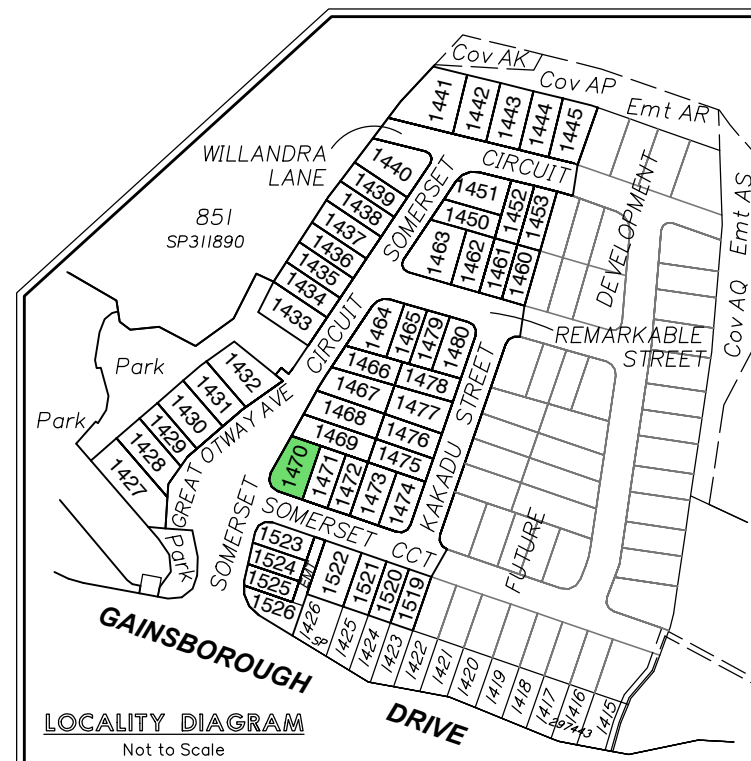 Cov AK
Cov AP
Emt AR
Emt AS
Cov AQ
1441
1442
1443
1444
1445
WILLANDRA
LANE
CIRCUIT
SOMERSET
1440
1439
1438
1437
1436
1435
1434
1433
851
SP311890
1451
1452
1453
1450
1463
1462
1461
1460
DEVELOPMENT
REMARKABLE
STREET
CIRCUIT
1464
1465
1479
1480
1466
1478
1467
1477
1468
1476
1469
1475
1470
1471
1472
1473
1474
KAKADU STREET
Park
Park
1432
1431
1430
1429
1428
1427
GREAT OTWAY AVE
Park
SOMERSET
SOMERSET CCT
1523
1524
1525
1526
EMT
1522
1521
1520
1519
FUTURE
1426
SP
1425
1424
1423
1422
1421
1420
1419
1418
1417
1416
1415
297443
GAINSBOROUGH
DRIVE
LOCALITY DIAGRAM
Not to Scale